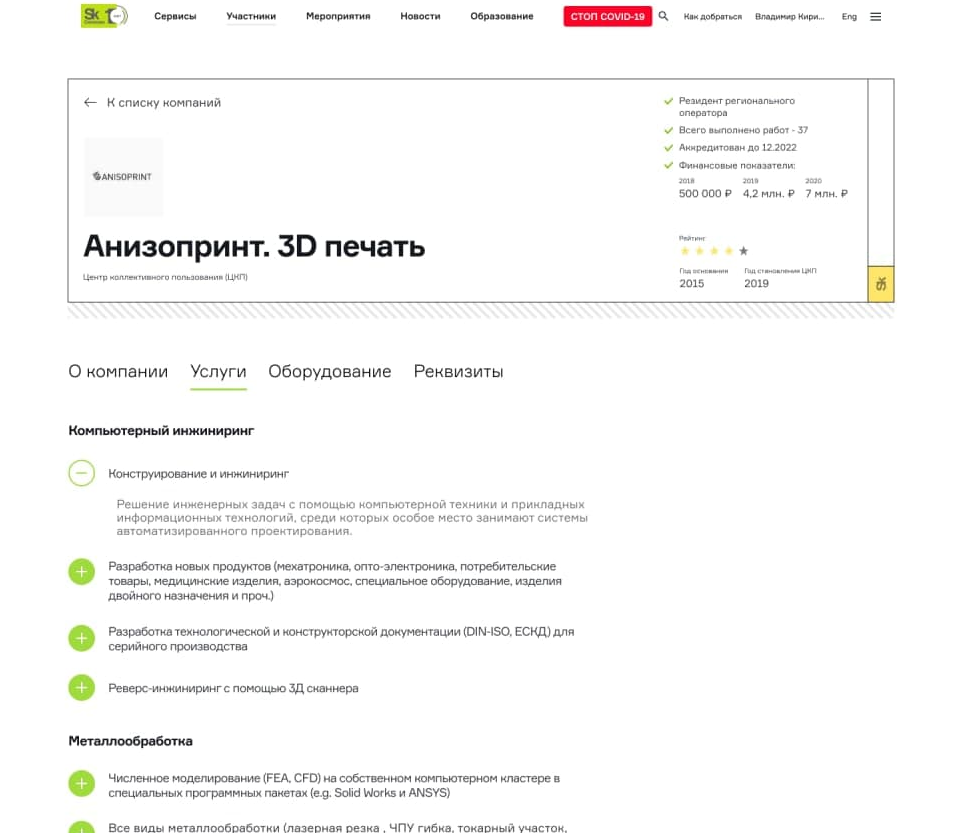 Sk
Сервисы Участники Мероприятия Новости Образование СТОП COVID-19 Как добраться Владимир Кири... Eng
К списку компаний
ANISOPRINT
Анизопринт. 3D печать
Центр коллективного пользования (ЦКП)
Резидент регионального
оператора
Всего выполнено работ - 37
Аккредитован до 12.2022
Финансовые показатели:
2018 2019 2020
500 000 ₽ 4,2 млн. ₽ 7 млн. ₽
Рейтинг:
Год основания Год становления ЦКП
2015 2019
Sk
О компании Услуги Оборудование Реквизиты
Компьютерный инжиниринг
Конструирование и инжиниринг
Решение инженерных задач с помощью компьютерной техники и прикладных
информационных технологий, среди которых особое место занимают системы
автоматизированного проектирования.
Разработка новых продуктов (мехатроника, опто-электроника, потребительские
товары, медицинские изделия, аэрокосмос, специальное оборудование, изделия
двойного назначения и проч.)
Разработка технологической и конструкторской документации (DIN-ISO, ЕСКД) для
серийного производства
Реверс-инжиниринг с помощью 3Д сканнера
Металлообработка
Численное моделирование (FEA, CFD) на собственном компьютерном кластере в
специальных программных пакетах (e.g. Solid Works и ANSYS)
Все виды металлообработки (лазерная резка , ЧПУ гибка, токарный участок,